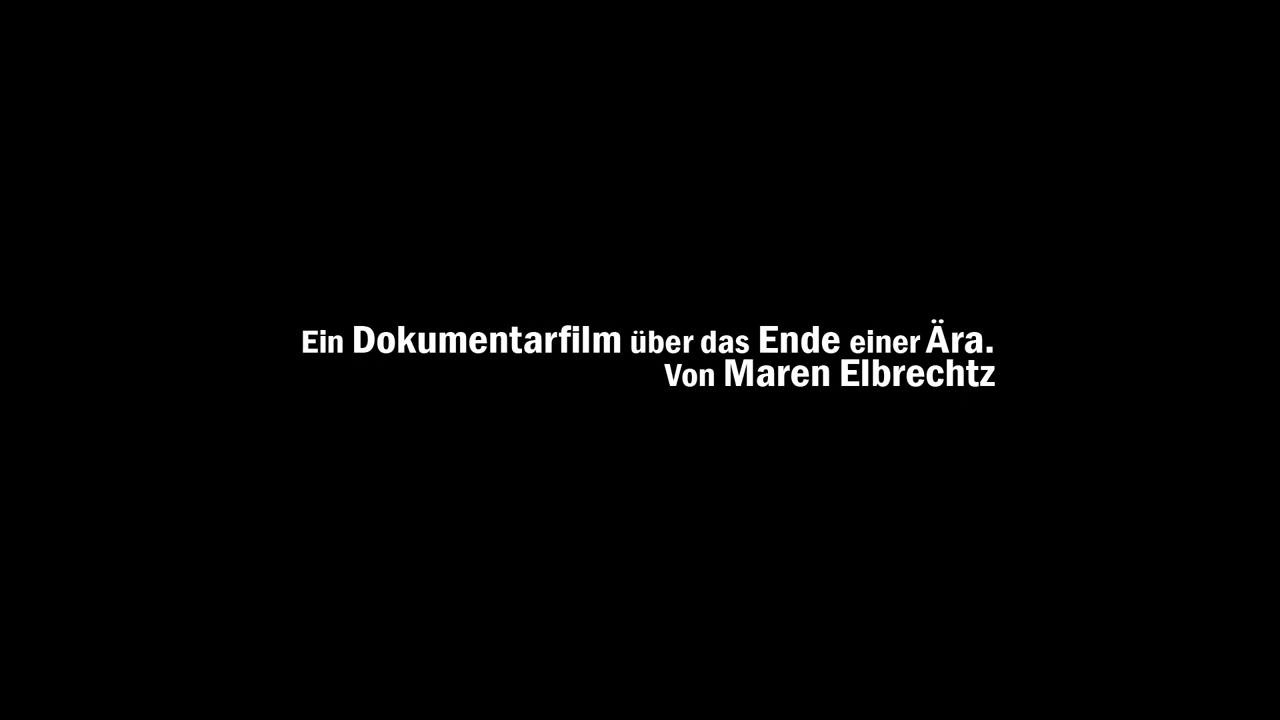 Ein Dokumentarfilm über das Ende einer Ära.
Von Maren Elbrechtz